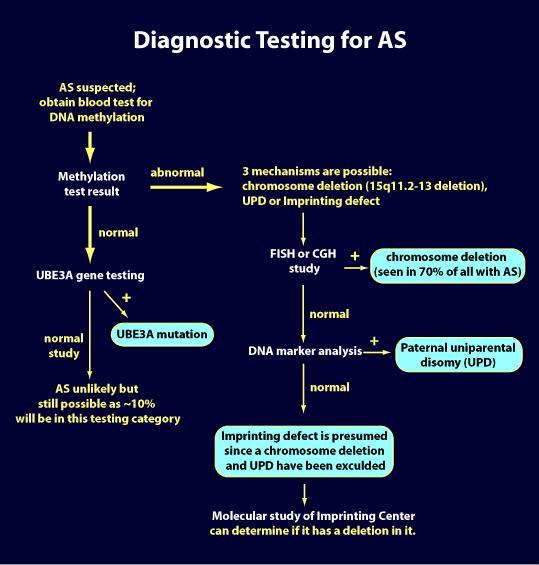 Diagnostic Testing for AS
AS suspected;
obtain blood test for
DNA methylation
Methylation
test result
abnormal
3 mechanisms are possible:
chromosome deletion (15q11.2-13 deletion),
UPD or Imprinting defect
normal
FISH or CGH
study
+
chromosome deletion
(seen in 70% of all with AS)
UBE3A gene testing
+
UBE3A mutation
normal
study
normal
DNA marker analysis
+
Paternal uniparental
disomy (UPD)
normal
AS unlikely but
still possible as ~10%
will be in this testing category
Imprinting defect is presumed
since a chromosome deletion
and UPD have been exculded
Molecular study of Imprinting Center
can determine if it has a deletion in it.